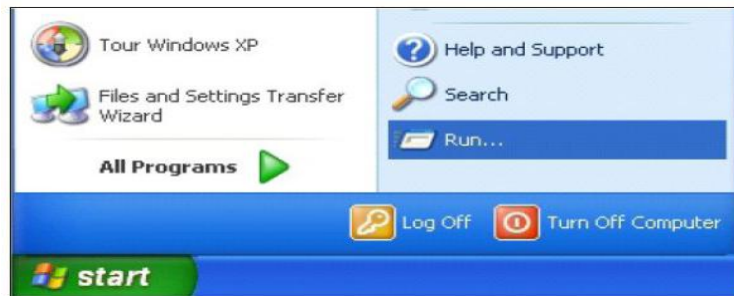 Tour Windows XP
Files and Settings Transfer
Wizard
All Programs
Help and Support
Search
Run...
Log Off
Turn Off Computer
start